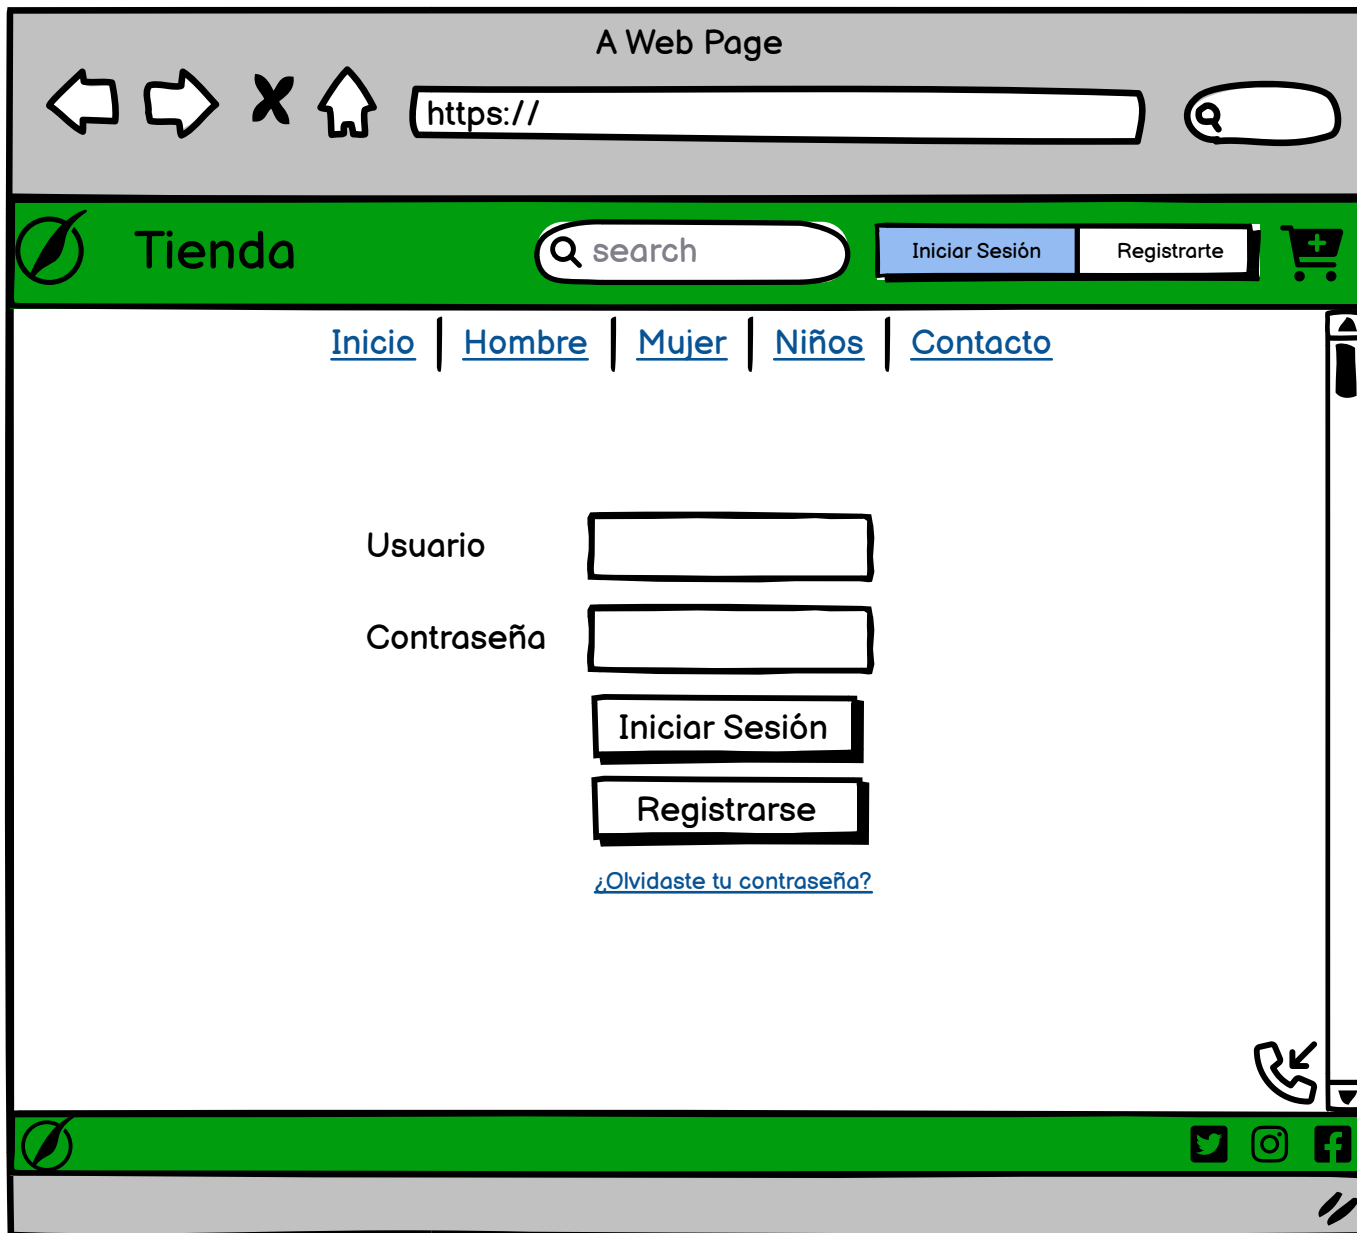 A Web Page
https://
Tienda
search
Iniciar Sesión
Registrarte
Inicio
Hombre
Mujer
Niños
Contacto
Usuario
Contraseña
Iniciar Sesión
Registrarse
¿Olvidaste tu contraseña?